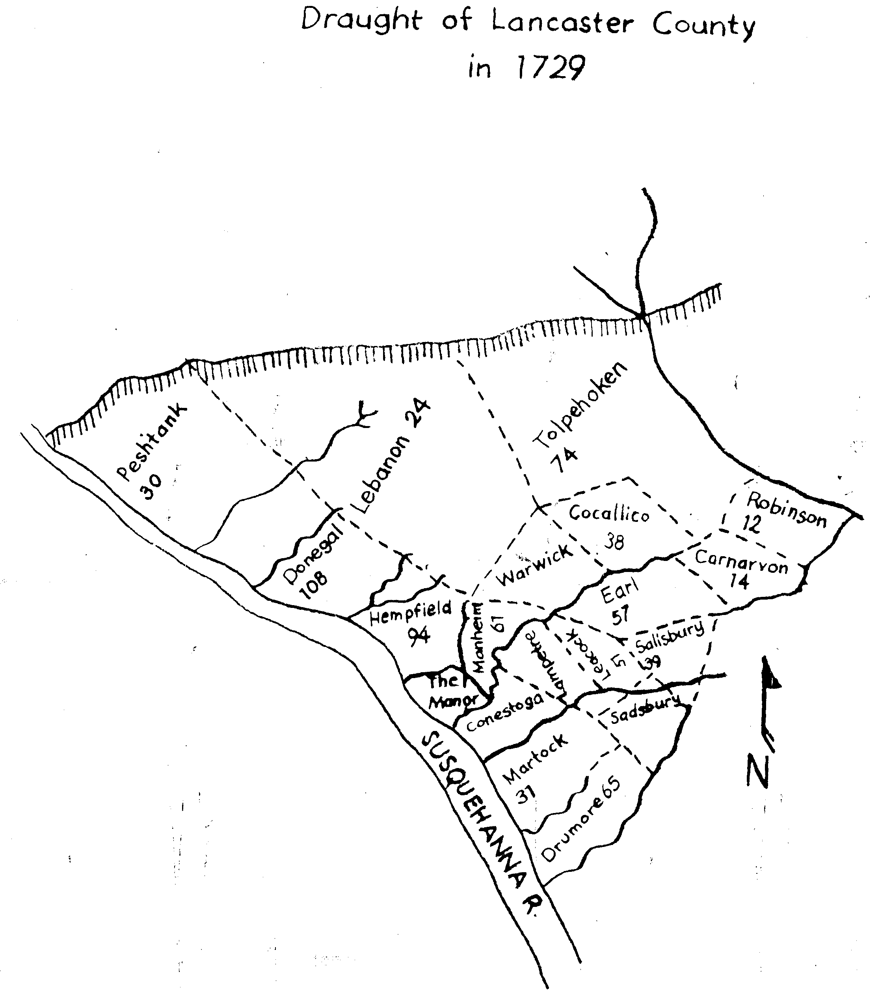 Draught of Lancaster County
in 1729
Peshtank
30
Lebanon 24
Tolpehoken
74
Donegal
108
Cocallico
38
Robinson
12
Warwick
Carnarvon
14
Earl
57
Hempfield
94
Manheim
61
Lampetre
Leacock
51
Salisbury
39
The
Manor
Conestoga
Sadsbury
Martock
31
Drumore 65
SUSQUEHANNA R.
N